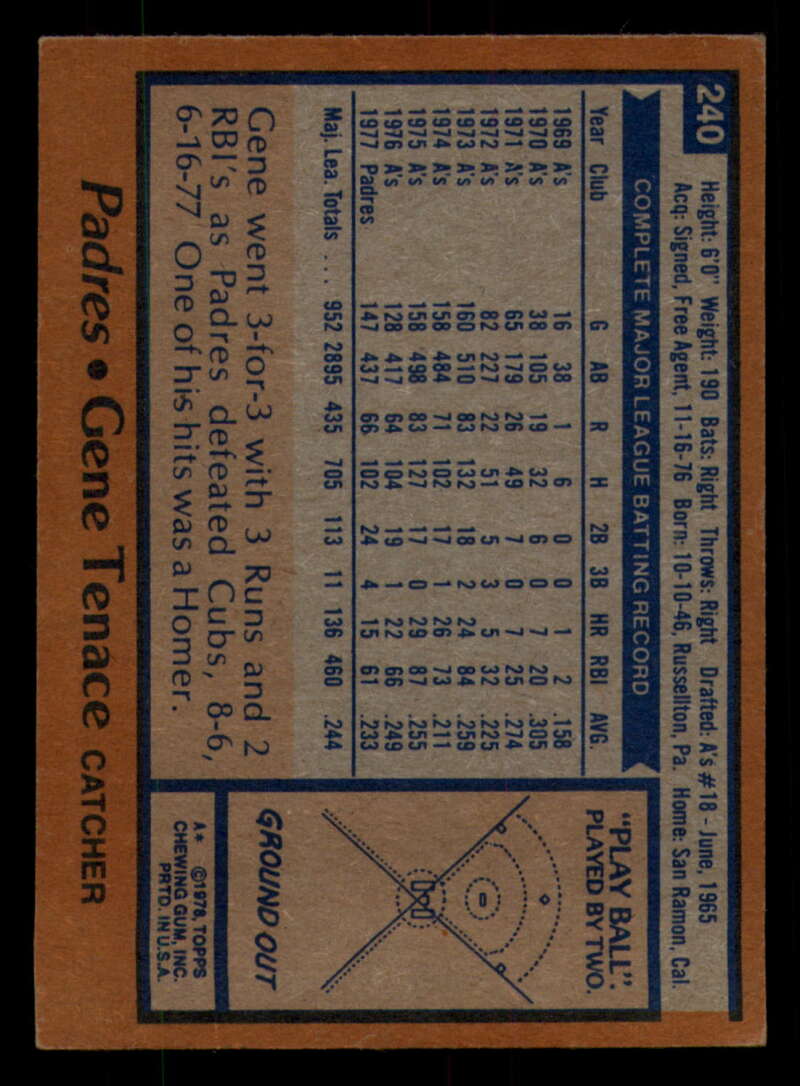 240
Height: 6'0" Weight: 190 Bats: Right Throws: Right Drafted: A's #18 - June, 1965
Acq: Signed, Free Agent, 11-16-76 Born: 10-10-46, Russellton, Pa. Home: San Ramon, Cal.
COMPLETE MAJOR LEAGUE BATTING RECORD
Year Club G AB R H 2B 3B HR RBI AVG.
1969 A's 16 38 1 6 0 0 1 2 .158
1970 A's 38 105 19 32 6 0 7 20 .305
1971 A's 65 179 26 49 7 0 7 25 .274
1972 A's 82 227 22 51 5 3 5 32 .225
1973 A's 160 510 83 132 18 2 24 84 .259
1974 A's 158 484 71 102 17 1 26 73 .211
1975 A's 158 498 83 127 17 0 29 87 .255
1976 A's 128 417 64 104 19 1 22 66 .249
1977 Padres 147 437 66 102 24 4 15 61 .233
Maj. Lea. Totals ... 952 2895 435 705 113 11 136 460 .244
Gene went 3-for-3 with 3 Runs and 2
RBI's as Padres defeated Cubs, 8-6,
6-16-77 One of his hits was a Homer.
"PLAY BALL".
PLAYED BY TWO.
GROUND OUT
A* ©1978, TOPPS
CHEWING GUM, INC.
PRTD. IN U.S.A.
Padres • Gene Tenace CATCHER